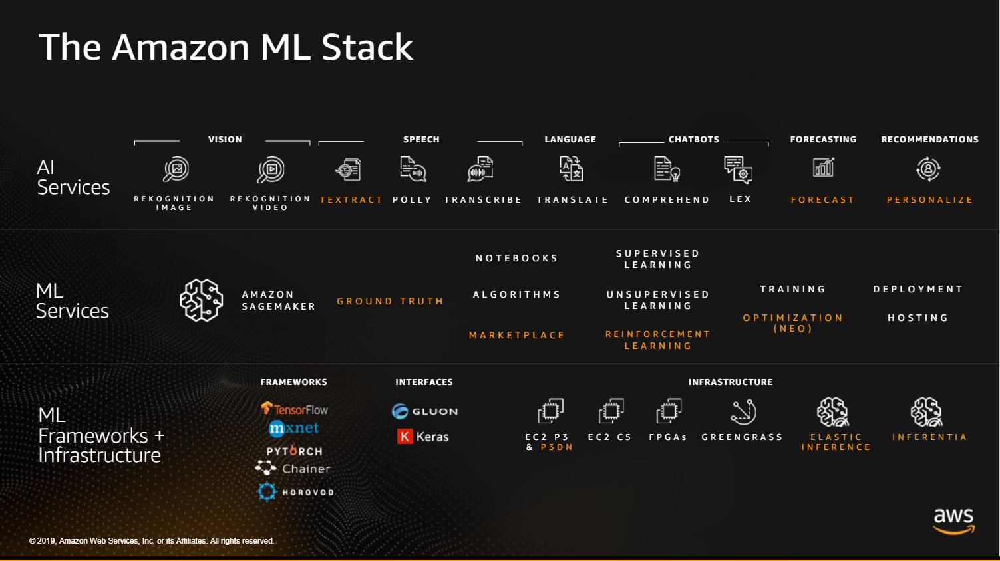 The Amazon ML Stack
VISION
SPEECH
LANGUAGE
CHATBOTS
FORECASTING
RECOMMENDATIONS
AI
Services
REKOGNITION
IMAGE
REKOGNITION
VIDEO
TEXTRACT
POLLY
TRANSCRIBE
TRANSLATE
COMPREHEND
LEX
FORECAST
PERSONALIZE
ML
Services
AMAZON
SAGEMAKER
GROUND TRUTH
NOTEBOOKS
ALGORITHMS
MARKETPLACE
SUPERVISED
LEARNING
UNSUPERVISED
LEARNING
REINFORCEMENT
LEARNING
TRAINING
OPTIMIZATION
(NEO)
DEPLOYMENT
HOSTING
ML
Frameworks +
Infrastructure
FRAMEWORKS
TensorFlow
mxnet
PYTORCH
Chainer
HOROVOD
INTERFACES
GLUON
K Keras
INFRASTRUCTURE
EC2 P3
& P3DN
EC2 C5
FPGAs
GREENGRASS
ELASTIC
INFERENCE
INFERENTIA
aws
© 2019, Amazon Web Services, Inc. or its Affiliates. All rights reserved.